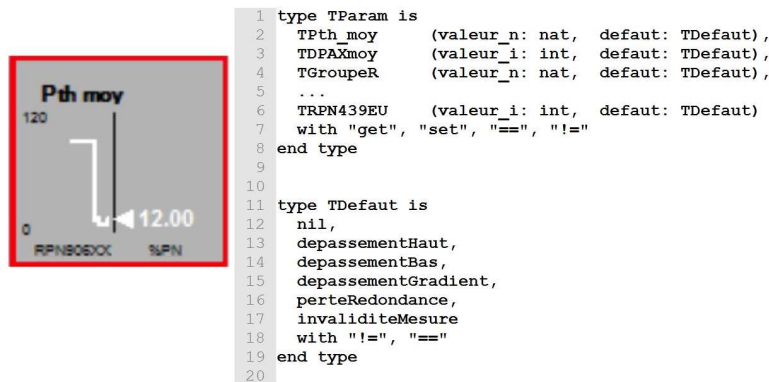 Pth moy
120
12.00
0
RPN905XX %PN
1 type TParam is
2 TPth_moy (valeur_n: nat, defaut: TDefaut),
3 TDPAXmoy (valeur_i: int, defaut: TDefaut),
4 TGroupeR (valeur_n: nat, defaut: TDefaut),
5 ...
6 TRPN439EU (valeur_i: int, defaut: TDefaut)
7 with "get", "set", "==", "!="
8 end type
9
10
11 type TDefaut is
12 nil,
13 depassementHaut,
14 depassementBas,
15 depassementGradient,
16 perteRedondance,
17 invaliditeMesure
18 with "!=", "=="
19 end type
20